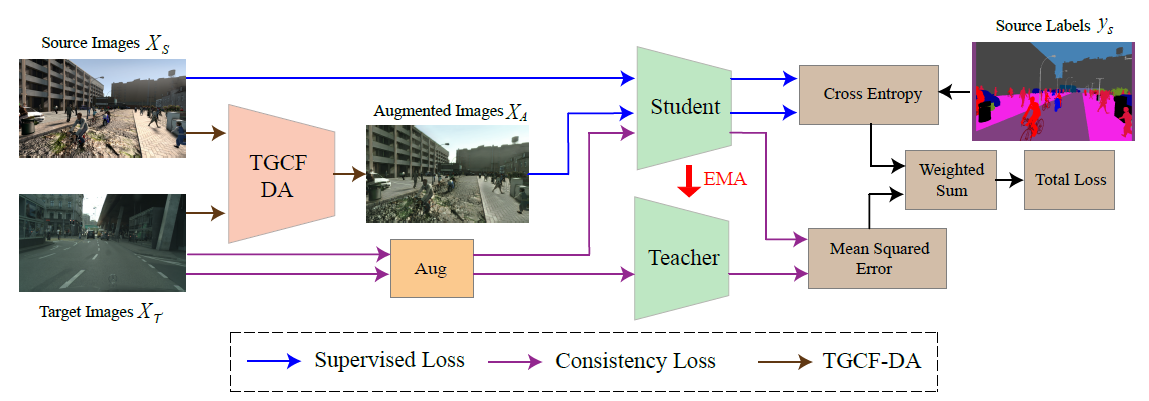 Source Images X_S
Source Labels y_s
Student
Cross Entropy
Augmented Images X_A
TGCF
DA
Weighted
Sum
Total Loss
EMA
Teacher
Mean Squared
Error
Aug
Target Images X_T
Supervised Loss
Consistency Loss
TGCF-DA